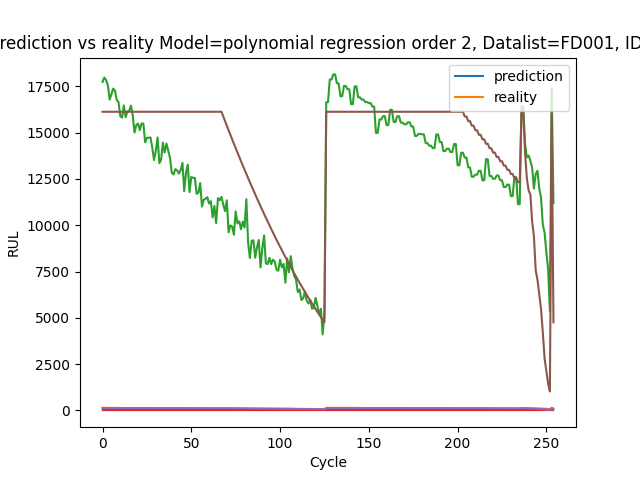 rediction vs reality Model=polynomial regression order 2, Datalist=FD001, ID
prediction
reality
17500
15000
12500
10000
7500
5000
2500
0
RUL
0 50 100 150 200 250
Cycle